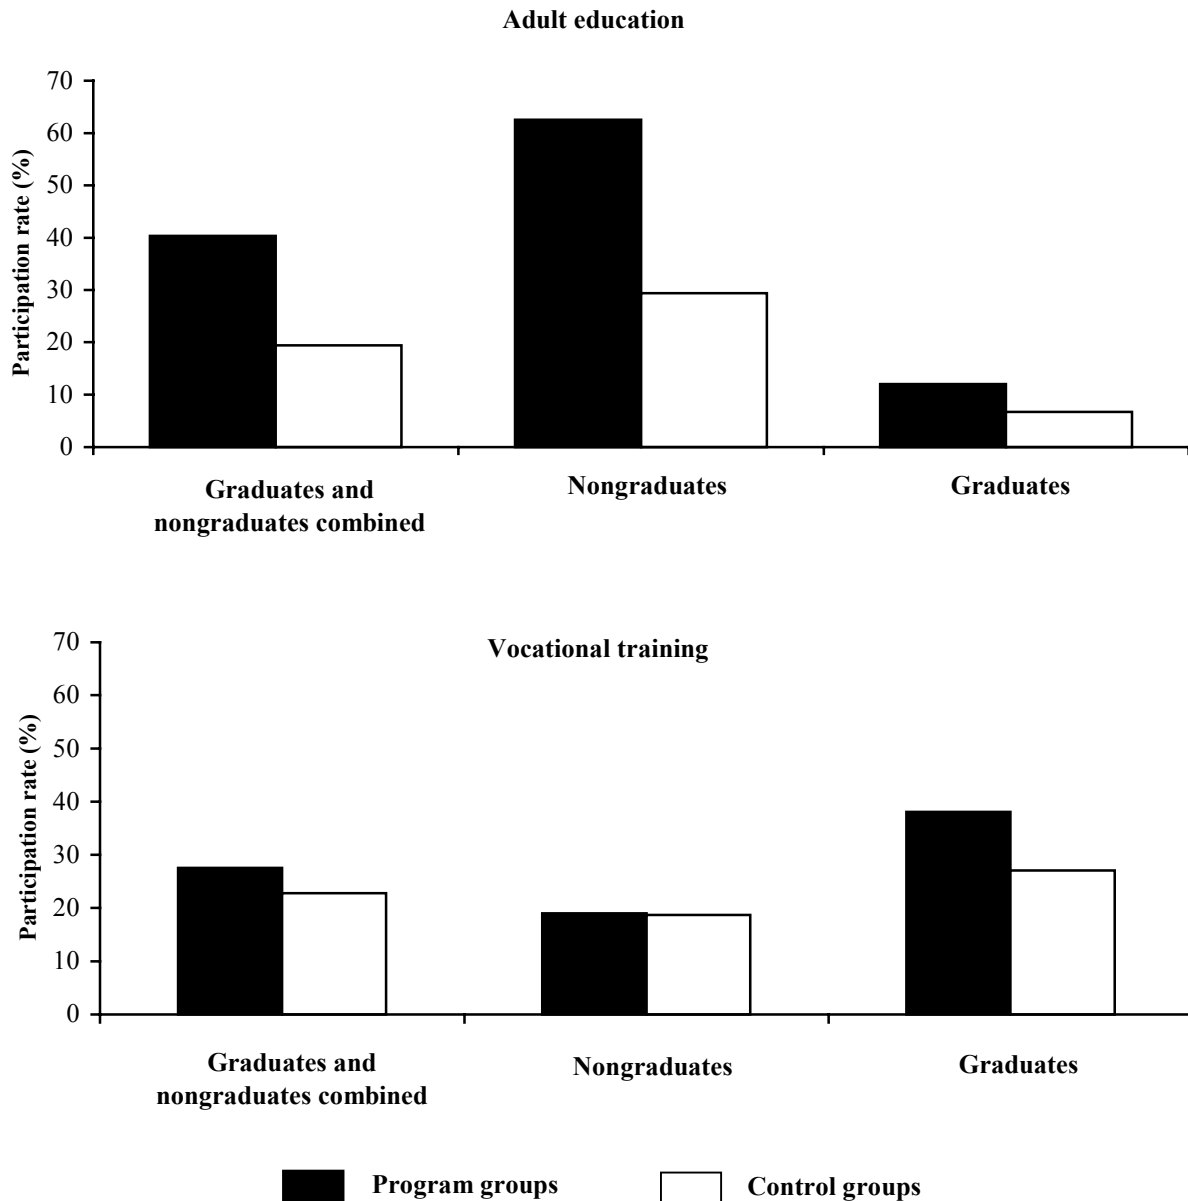 Adult education
Participation rate (%)
70
60
50
40
30
20
10
0
Graduates and
nongraduates combined
Nongraduates
Graduates
Vocational training
Participation rate (%)
70
60
50
40
30
20
10
0
Graduates and
nongraduates combined
Nongraduates
Graduates
Program groups
Control groups